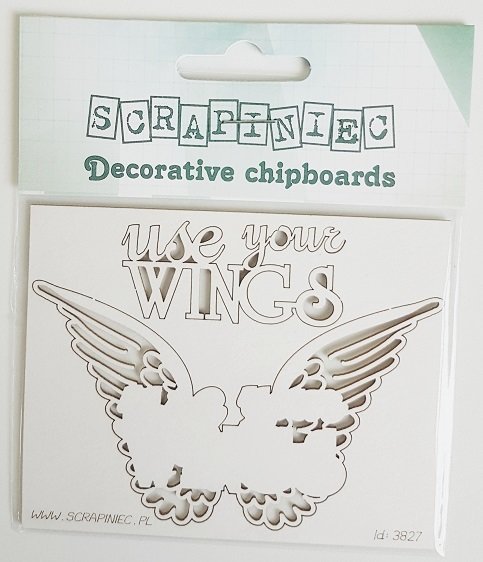 SCRAPINIEC
Decorative chipboards
use your
WINGS
WWW.SCRAPINIEC.PL
Id: 3827